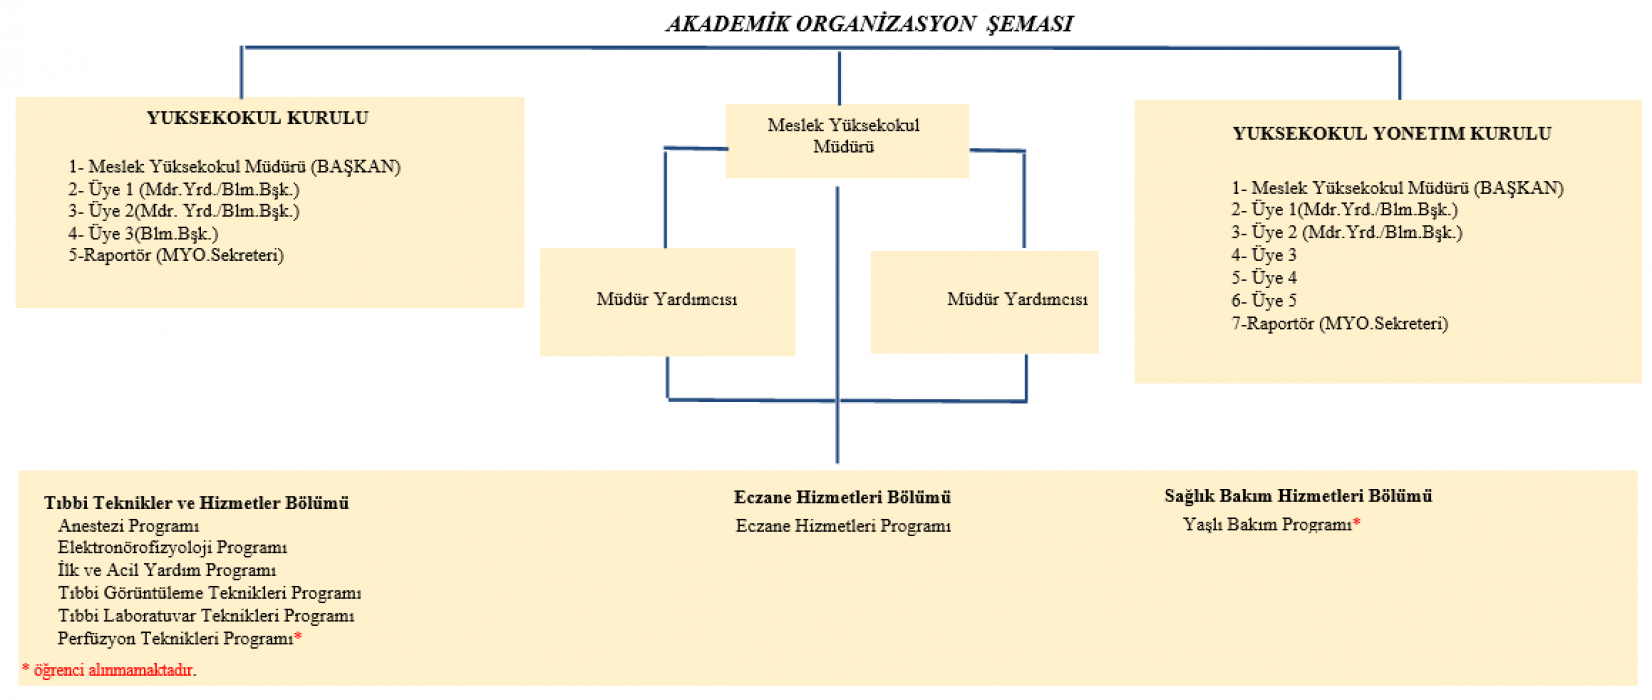 AKADEMİK ORGANİZASYON ŞEMASI
YUKSEKOKUL KURULU
1- Meslek Yüksekokul Müdürü (BAŞKAN)
2- Üye 1 (Mdr.Yrd./Blm.Bşk.)
3- Üye 2(Mdr. Yrd./Blm.Bşk.)
4- Üye 3(Blm.Bşk.)
5-Raportör (MYO.Sekreteri)
Meslek Yüksekokul
Müdürü
Müdür Yardımcısı
Müdür Yardımcısı
YUKSEKOKUL YONETIM KURULU
1- Meslek Yüksekokul Müdürü (BAŞKAN)
2- Üye 1(Mdr.Yrd./Blm.Bşk.)
3- Üye 2 (Mdr.Yrd./Blm.Bşk.)
4- Üye 3
5- Üye 4
6- Üye 5
7-Raportör (MYO.Sekreteri)
Tıbbi Teknikler ve Hizmetler Bölümü
Anestezi Programı
Elektronörofizyoloji Programı
İlk ve Acil Yardım Programı
Tıbbi Görüntüleme Teknikleri Programı
Tıbbi Laboratuvar Teknikleri Programı
Perfüzyon Teknikleri Programı*
* öğrenci alınmamaktadır.
Eczane Hizmetleri Bölümü
Eczane Hizmetleri Programı
Sağlık Bakım Hizmetleri Bölümü
Yaşlı Bakım Programı*